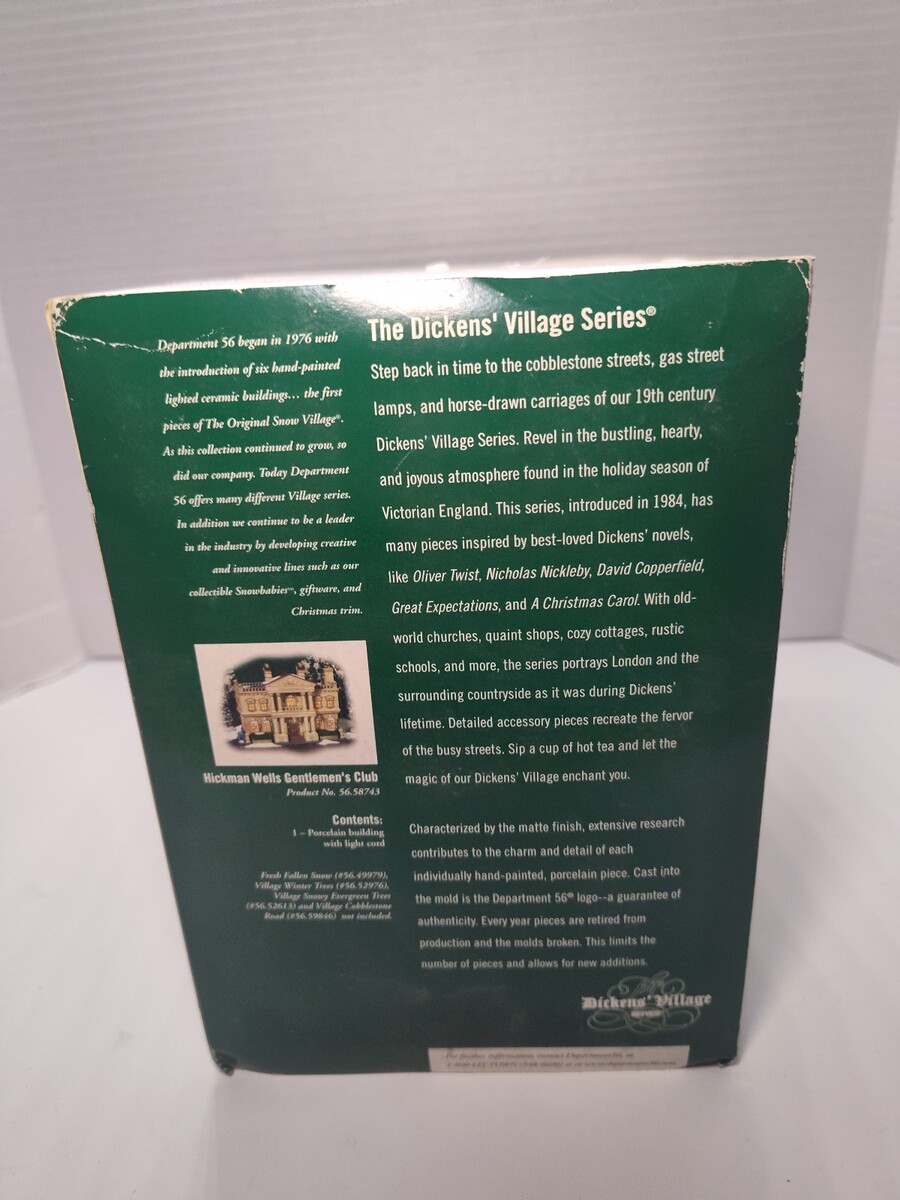 Department 56 began in 1976 with
the introduction of six hand-painted
lighted ceramic buildings... the first
pieces of The Original Snow Village®.
As this collection continued to grow, so
did our company. Today Department
56 offers many different Village series.
In addition we continue to be a leader
in the industry by developing creative
and innovative lines such as our
collectible Snowbabies™, giftware, and
Christmas trim.
Hickman Wells Gentlemen's Club
Product No. 56.58743
Contents:
1 – Porcelain building
with light cord
Fresh Fallen Snow (#56.49979),
Village Winter Trees (#56.52976),
Village Snowy Evergreen Trees
(#56.52613) and Village Cobblestone
Road (#56.59846) not included.
The Dickens' Village Series®
Step back in time to the cobblestone streets, gas street
lamps, and horse-drawn carriages of our 19th century
Dickens' Village Series. Revel in the bustling, hearty,
and joyous atmosphere found in the holiday season of
Victorian England. This series, introduced in 1984, has
many pieces inspired by best-loved Dickens' novels,
like Oliver Twist, Nicholas Nickleby, David Copperfield,
Great Expectations, and A Christmas Carol. With old-
world churches, quaint shops, cozy cottages, rustic
schools, and more, the series portrays London and the
surrounding countryside as it was during Dickens'
lifetime. Detailed accessory pieces recreate the fervor
of the busy streets. Sip a cup of hot tea and let the
magic of our Dickens' Village enchant you.
Characterized by the matte finish, extensive research
contributes to the charm and detail of each
individually hand-painted, porcelain piece. Cast into
the mold is the Department 56® logo--a guarantee of
authenticity. Every year pieces are retired from
production and the molds broken. This limits the
number of pieces and allows for new additions.
The
Dickens' Village
For further information, contact Department 56 at